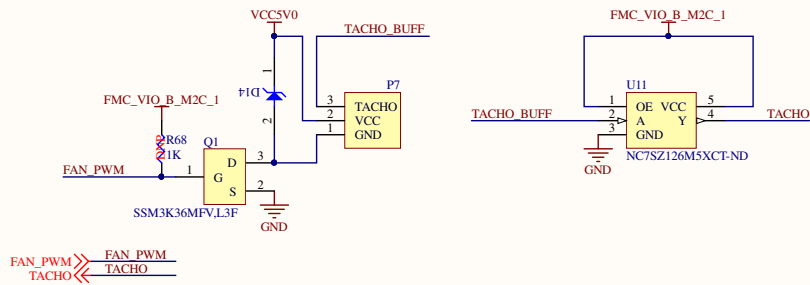 VCC5V0
TACHO_BUFF
FMC_VIO_B_M2C_1
1
D14
2
P7
3 TACHO
2 VCC
1 GND
FMC_VIO_B_M2C_1
R68
1K
Q1
FAN_PWM
1
G
D
3
S
2
SSM3K36MFV,L3F
GND
U11
TACHO_BUFF
1 OE VCC 5
2 A Y 4
3 GND
TACHO
GND
NC7SZ126M5XCT-ND
FAN_PWM FAN_PWM
TACHO TACHO